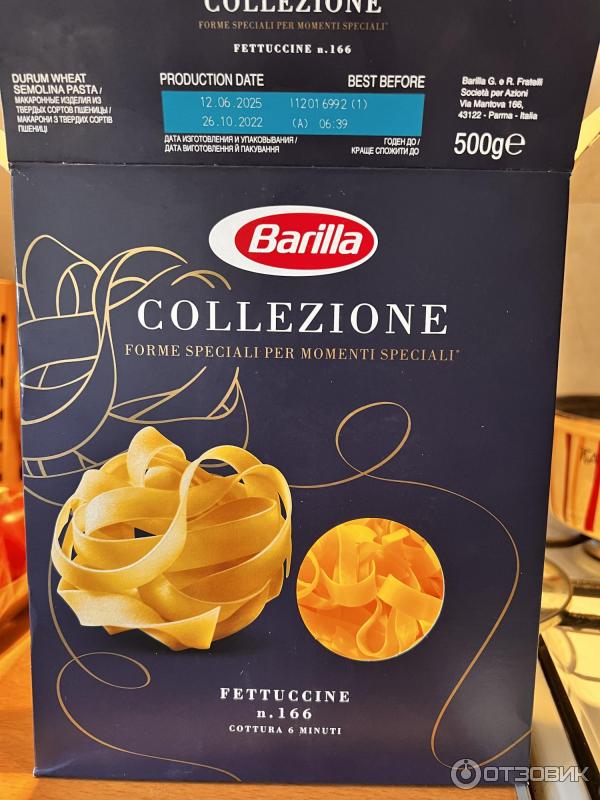 COLLEZIONE
FORME SPECIALI PER MOMENTI SPECIALI*
FETTUCCINE n.166
DURUM WHEAT
SEMOLINA PASTA/
МАКАРОННЫЕ ИЗДЕЛИЯ ИЗ
ТВЕРДЫХ СОРТОВ ПШЕНИЦЫ/
МАКАРОНИ З ТВЕРДИХ СОРТІВ
ПШЕНИЦІ
PRODUCTION DATE BEST BEFORE
12.06.2025 I12016992 (1)
26.10.2022 (A) 06:39
ДАТА ИЗГОТОВЛЕНИЯ И УПАКОВЫВАНИЯ/ ГОДЕН ДО/
ДАТА ВИГОТОВЛЕННЯ Й ПАКУВАННЯ КРАЩЕ СПОЖИТИ ДО
Barilla G. e R. Fratelli
Società per Azioni
Via Mantova 166,
43122 - Parma - Italia
500g℮
Barilla
COLLEZIONE
FORME SPECIALI PER MOMENTI SPECIALI*
FETTUCCINE
n.166
COTTURA 6 MINUTI
ОТЗОВИК